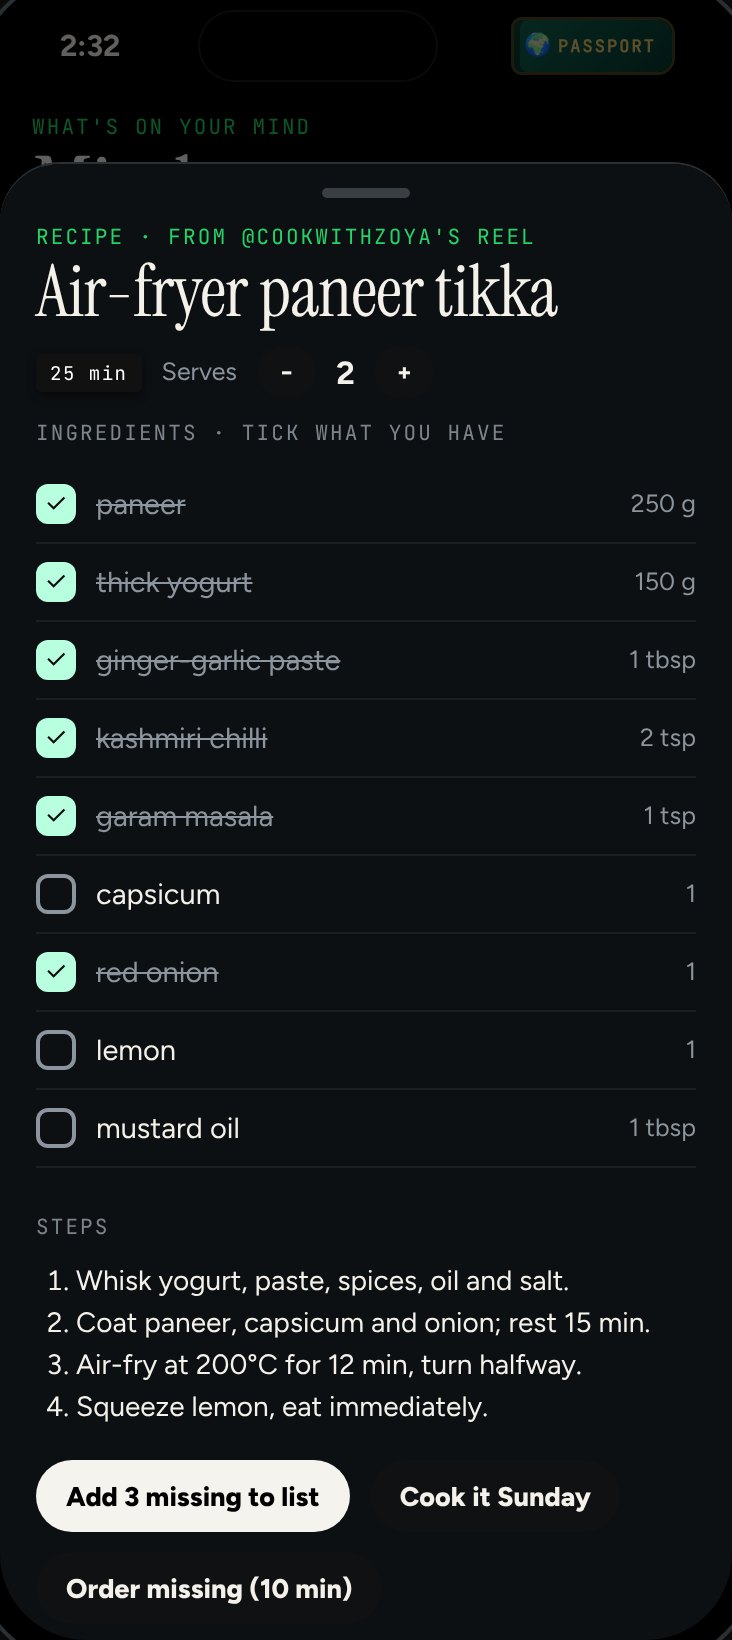 2:32
🌍 PASSPORT
WHAT'S ON YOUR MIND
RECIPE · FROM @COOKWITHZOYA'S REEL
Air-fryer paneer tikka
25 min Serves - 2 +
INGREDIENTS · TICK WHAT YOU HAVE
paneer 250 g
thick yogurt 150 g
ginger-garlic paste 1 tbsp
kashmiri chilli 2 tsp
garam masala 1 tsp
capsicum 1
red onion 1
lemon 1
mustard oil 1 tbsp
STEPS
1. Whisk yogurt, paste, spices, oil and salt.
2. Coat paneer, capsicum and onion; rest 15 min.
3. Air-fry at 200°C for 12 min, turn halfway.
4. Squeeze lemon, eat immediately.
Add 3 missing to list Cook it Sunday
Order missing (10 min)